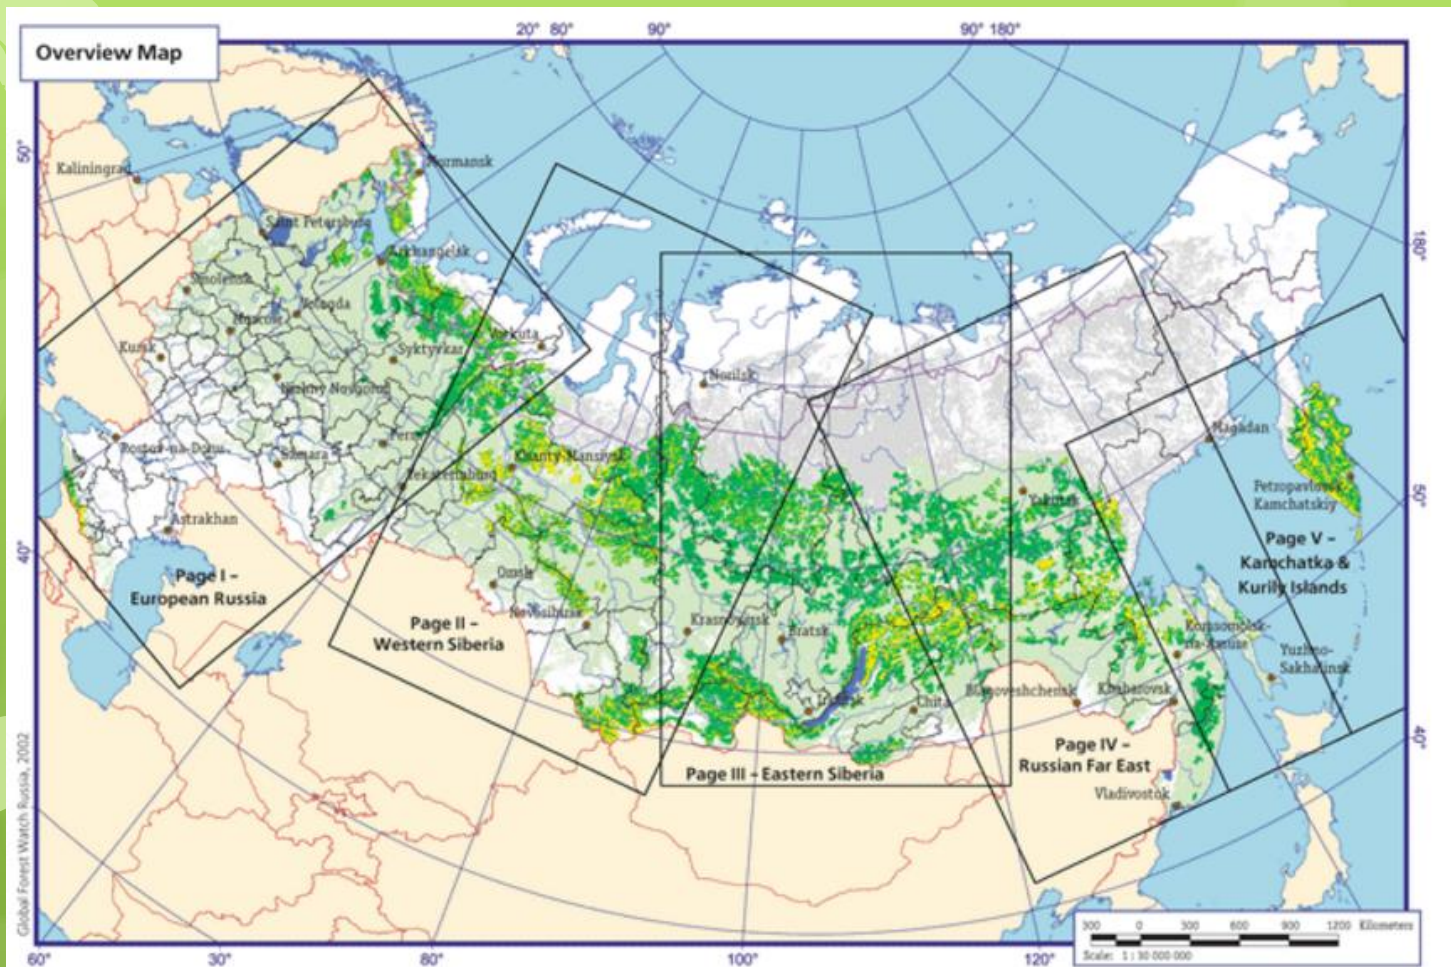 20° 80° 90° 90° 180°
Overview Map
50°
Kaliningrad
Mormansk
Saint Petersburg
Arkhangelsk
180°
Smolensk
Vologda
Moscow
Vorkuta
Kursk
Syktyvkar
Norilsk
Nizhny Novgorod
Magadan
Perm
Rostov-na-Donu
Samara
Khanty-Mansiysk
Yekaterinburg
Petropavlovsk
Kamchatskiy
Yakutsk
50°
Astrakhan
40°
Page V –
Kamchatka &
Kurily Islands
Page I –
European Russia
Omsk
Novosibirsk
Page II –
Western Siberia
Krasnoyarsk
Bratsk
Komsomolsk-
na-Amure
Yuzhno-
Sakhalinsk
Irkutsk
Chita
Blagoveshchensk
Khabarovsk
Page III – Eastern Siberia
Page IV –
Russian Far East
Vladivostok
40°
Global Forest Watch Russia, 2002
300 0 300 600 900 1200 Kilometers
Scale: 1 : 30 000 000
60° 30° 80° 100° 120°